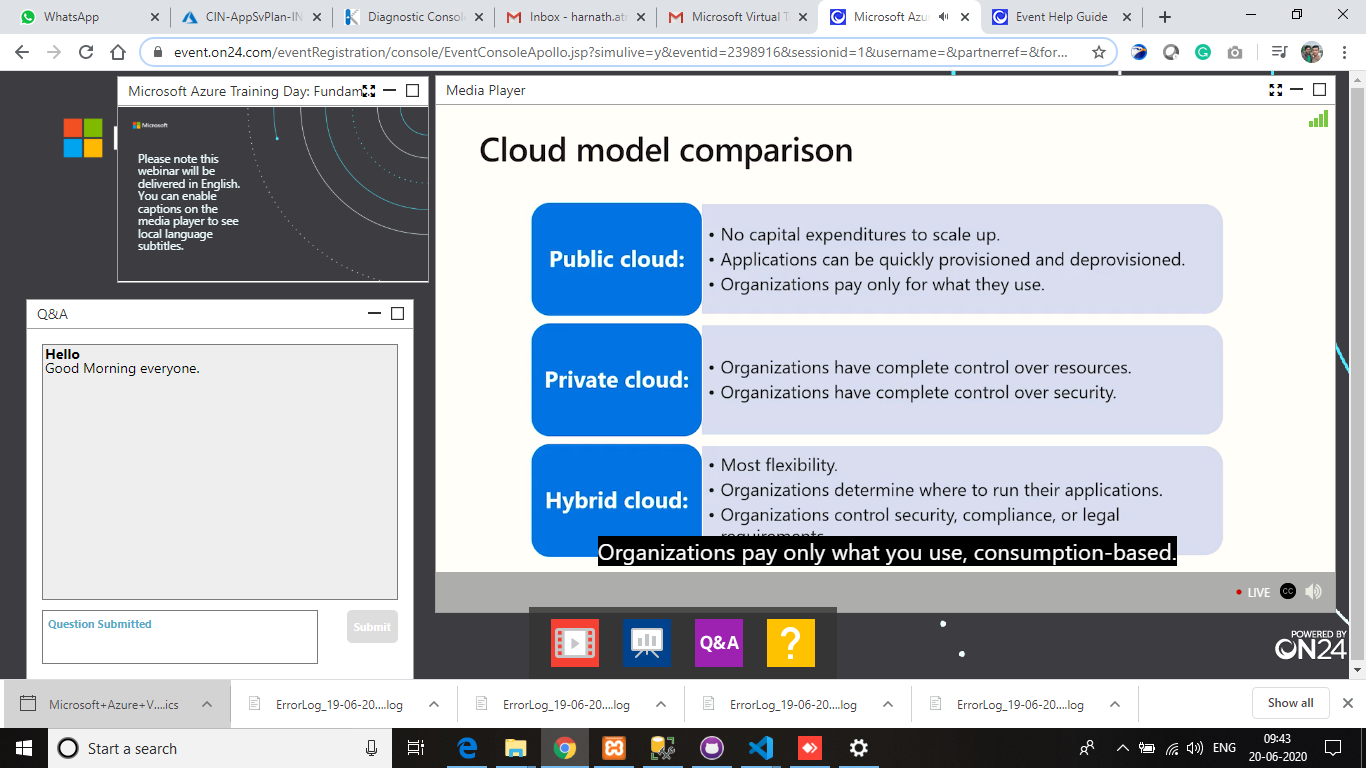 WhatsApp
CIN-AppSvPlan-IN
Diagnostic Consol
Inbox - harnath.at
Microsoft Virtual T
Microsoft Azu
Event Help Guide
event.on24.com/eventRegistration/console/EventConsoleApollo.jsp?simulive=y&eventid=2398916&sessionid=1&username=&partnerref=&for...
Microsoft Azure Training Day: Fundam
Microsoft
Please note this
webinar will be
delivered in English.
You can enable
captions on the
media player to see
local language
subtitles.
Q&A
Hello
Good Morning everyone.
Question Submitted
Submit
Media Player
Cloud model comparison
Public cloud:
• No capital expenditures to scale up.
• Applications can be quickly provisioned and deprovisioned.
• Organizations pay only for what they use.
Private cloud:
• Organizations have complete control over resources.
• Organizations have complete control over security.
Hybrid cloud:
• Most flexibility.
• Organizations determine where to run their applications.
• Organizations control security, compliance, or legal
Organizations pay only what you use, consumption-based.
LIVE
CC
Q&A
?
POWERED BY
ON24
Microsoft+Azure+V....ics
ErrorLog_19-06-20....log
ErrorLog_19-06-20....log
ErrorLog_19-06-20....log
ErrorLog_19-06-20....log
Show all
Start a search
ENG
09:43
20-06-2020